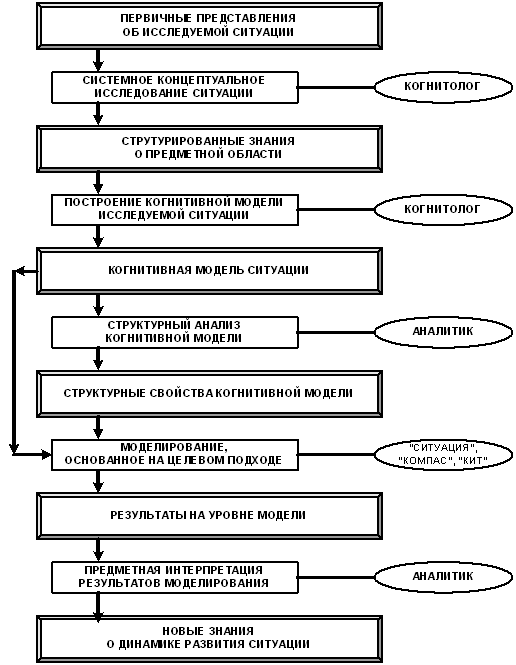 ПЕРВИЧНЫЕ ПРЕДСТАВЛЕНИЯ
ОБ ИССЛЕДУЕМОЙ СИТУАЦИИ
СИСТЕМНОЕ КОНЦЕПТУАЛЬНОЕ
ИССЛЕДОВАНИЕ СИТУАЦИИ
КОГНИТОЛОГ
СТРУТУРИРОВАННЫЕ ЗНАНИЯ
О ПРЕДМЕТНОЙ ОБЛАСТИ
ПОСТРОЕНИЕ КОГНИТИВНОЙ МОДЕЛИ
ИССЛЕДУЕМОЙ СИТУАЦИИ
КОГНИТОЛОГ
КОГНИТИВНАЯ МОДЕЛЬ СИТУАЦИИ
СТРУКТУРНЫЙ АНАЛИЗ
КОГНИТИВНОЙ МОДЕЛИ
АНАЛИТИК
СТРУКТУРНЫЕ СВОЙСТВА КОГНИТИВНОЙ МОДЕЛИ
МОДЕЛИРОВАНИЕ,
ОСНОВАННОЕ НА ЦЕЛЕВОМ ПОДХОДЕ
"СИТУАЦИЯ",
"КОМПАС", "КИТ"
РЕЗУЛЬТАТЫ НА УРОВНЕ МОДЕЛИ
ПРЕДМЕТНАЯ ИНТЕРПРЕТАЦИЯ
РЕЗУЛЬТАТОВ МОДЕЛИРОВАНИЯ
АНАЛИТИК
НОВЫЕ ЗНАНИЯ
О ДИНАМИКЕ РАЗВИТИЯ СИТУАЦИИ